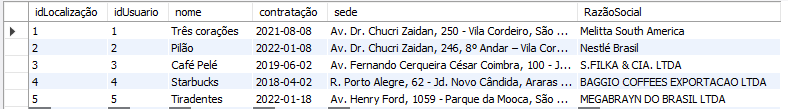 idLocalização idUsuario nome contratação sede RazãoSocial
1 1 Três corações 2021-08-08 Av. Dr. Chucri Zaidan, 250 - Vila Cordeiro, São ... Melitta South America
2 2 Pilão 2022-01-08 Av. Dr. Chucri Zaidan, 246, 8º Andar – Vila Cor... Nestlé Brasil
3 3 Café Pelé 2019-06-02 Av. Fernando Cerqueira César Coimbra, 100 - J... S.FILKA & CIA. LTDA
4 4 Starbucks 2018-04-02 R. Porto Alegre, 62 - Jd. Novo Cândida, Araras ... BAGGIO COFFEES EXPORTACAO LTDA
5 5 Tiradentes 2022-01-18 Av. Henry Ford, 1059 - Parque da Mooca, São ... MEGABRAYN DO BRASIL LTDA